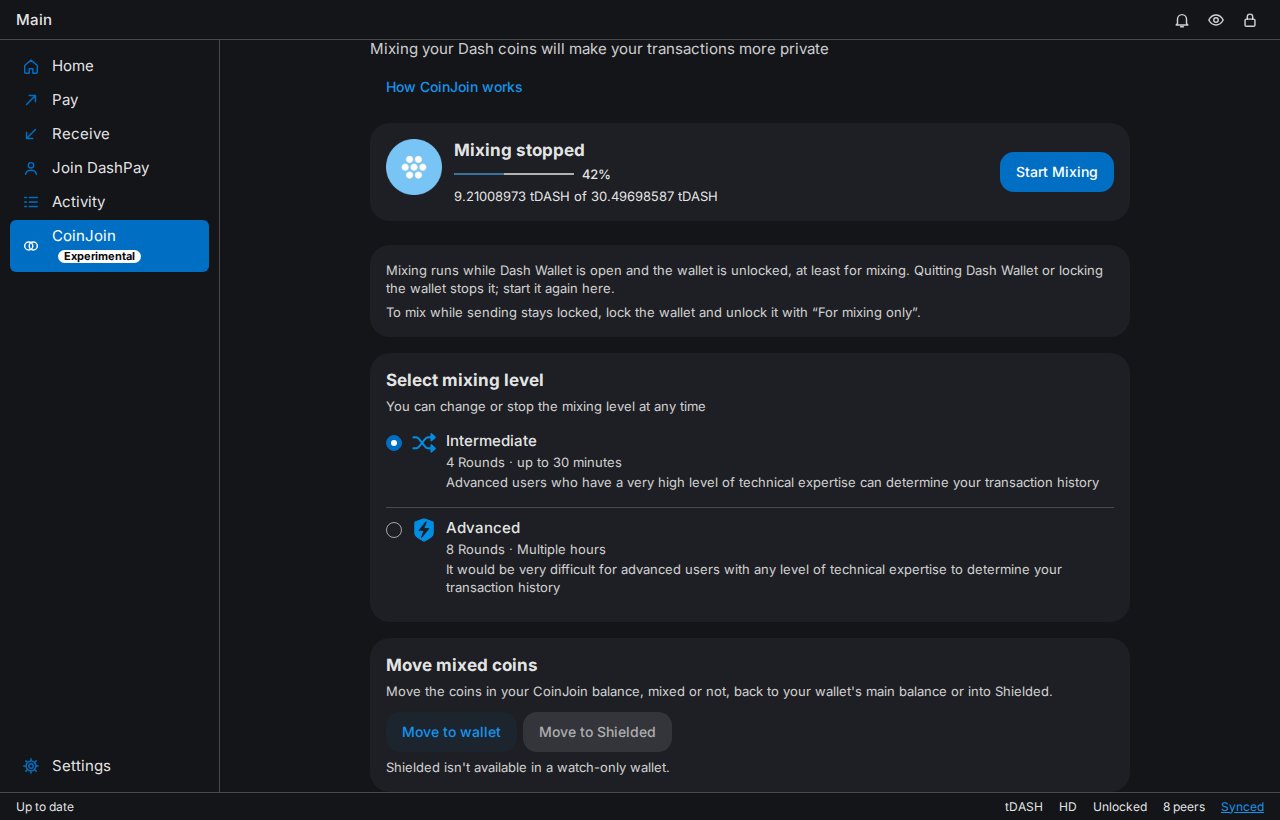 Main
Home
Pay
Receive
Join DashPay
Activity
CoinJoin
Experimental
Settings
Mixing your Dash coins will make your transactions more private
How CoinJoin works
Mixing stopped
42%
9.21008973 tDASH of 30.49698587 tDASH
Start Mixing
Mixing runs while Dash Wallet is open and the wallet is unlocked, at least for mixing. Quitting Dash Wallet or locking
the wallet stops it; start it again here.
To mix while sending stays locked, lock the wallet and unlock it with “For mixing only”.
Select mixing level
You can change or stop the mixing level at any time
Intermediate
4 Rounds · up to 30 minutes
Advanced users who have a very high level of technical expertise can determine your transaction history
Advanced
8 Rounds · Multiple hours
It would be very difficult for advanced users with any level of technical expertise to determine your
transaction history
Move mixed coins
Move the coins in your CoinJoin balance, mixed or not, back to your wallet's main balance or into Shielded.
Move to wallet
Move to Shielded
Shielded isn't available in a watch-only wallet.
Up to date
tDASH
HD
Unlocked
8 peers
Synced